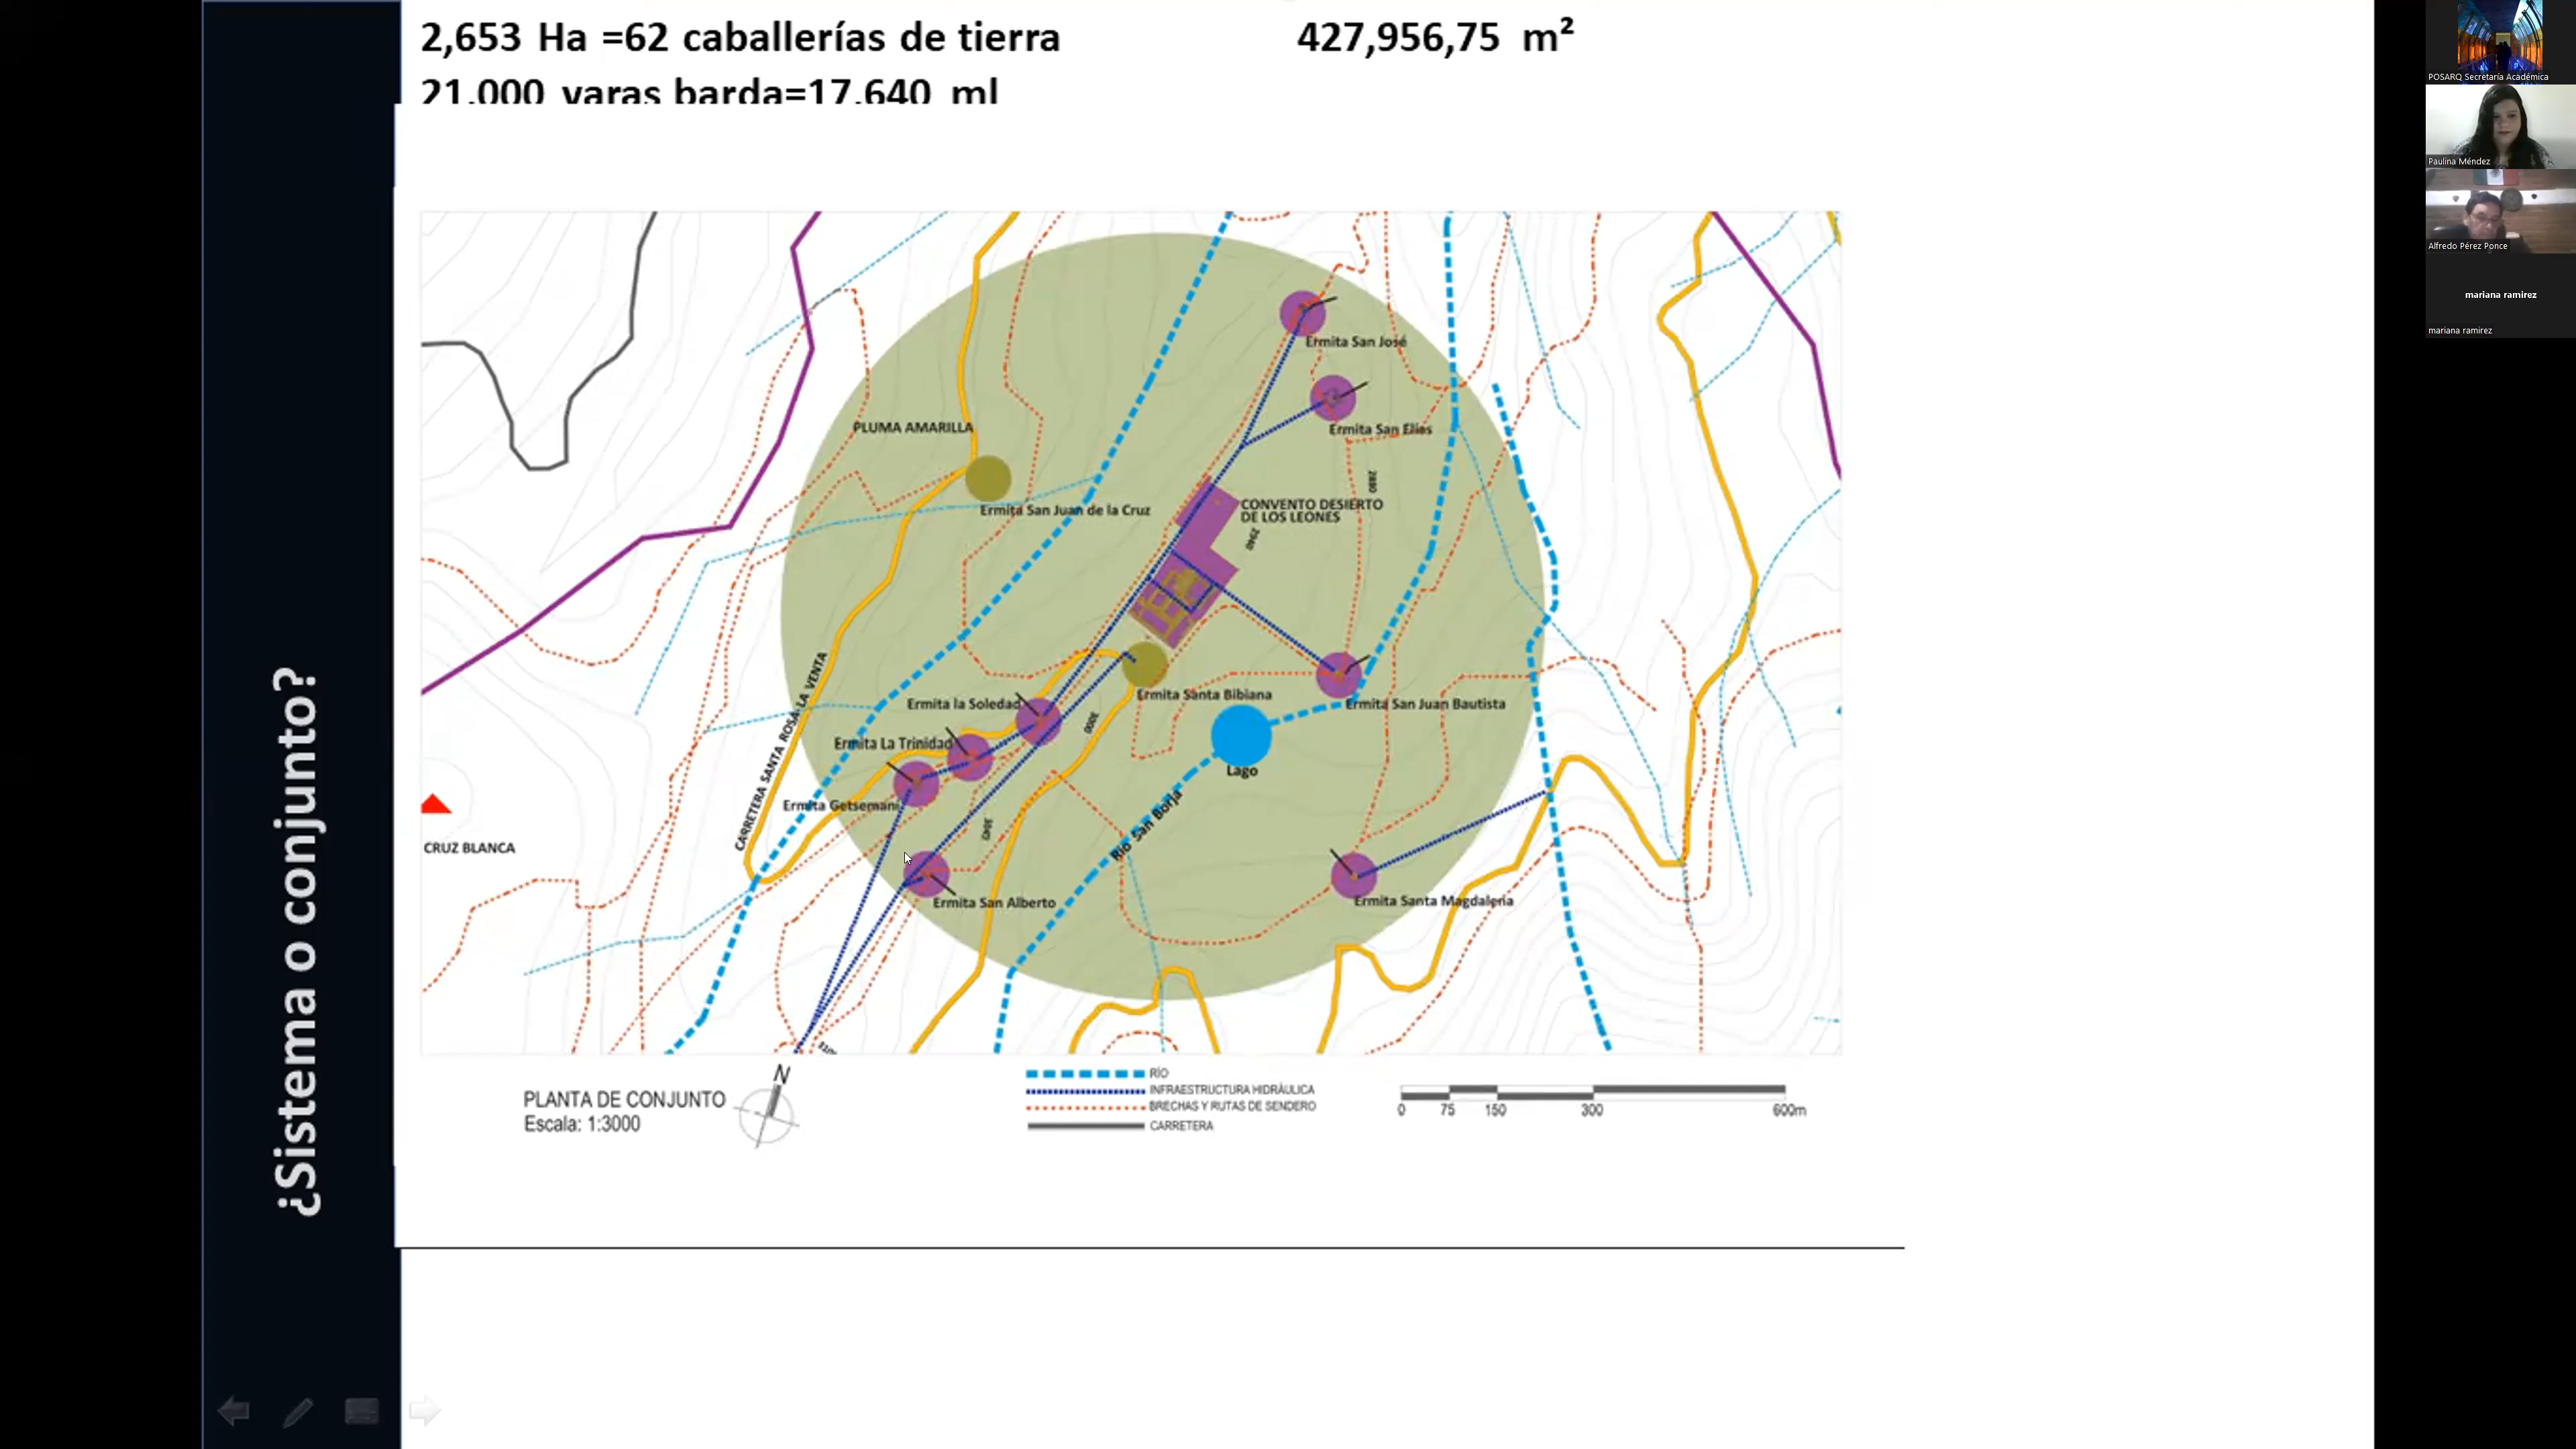 2,653 Ha =62 caballerías de tierra
427,956,75 m²
21.000 varas barda=17.640 ml
¿Sistema o conjunto?
Ermita San José
PLUMA AMARILLA
Ermita San Elías
2880
Ermita San Juan de la Cruz
CONVENTO DESIERTO
DE LOS LEONES
2940
CARRETERA SANTA ROSA-LA VENTA
Ermita la Soledad
Ermita Santa Bibiana
Ermita San Juan Bautista
3000
Ermita La Trinidad
Lago
Ermita Getsemaní
Río San Borja
3040
CRUZ BLANCA
Ermita San Alberto
Ermita Santa Magdalena
N
PLANTA DE CONJUNTO
Escala: 1:3000
RÍO
INFRAESTRUCTURA HIDRÁULICA
BRECHAS Y RUTAS DE SENDERO
CARRETERA
0 75 150 300 600m
POSARQ Secretaría Académica
Paulina Méndez
Alfredo Pérez Ponce
mariana ramirez
mariana ramirez